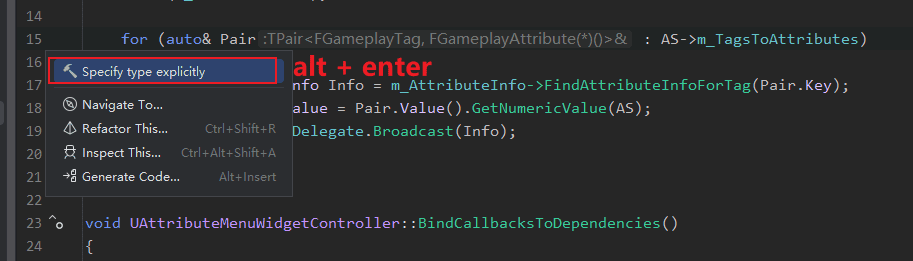 14
15 for (auto& Pair :TPair<FGameplayTag, FGameplayAttribute(*)()>& : AS->m_TagsToAttributes)
16
Specify type explicitly
alt + enter
17 nfo Info = m_AttributeInfo->FindAttributeInfoForTag(Pair.Key);
Navigate To...
18 alue = Pair.Value().GetNumericValue(AS);
Refactor This... Ctrl+Shift+R
19 Delegate.Broadcast(Info);
Inspect This... Ctrl+Alt+Shift+A
20
Generate Code... Alt+Insert
21
22
23 void UAttributeMenuWidgetController::BindCallbacksToDependencies()
24 {